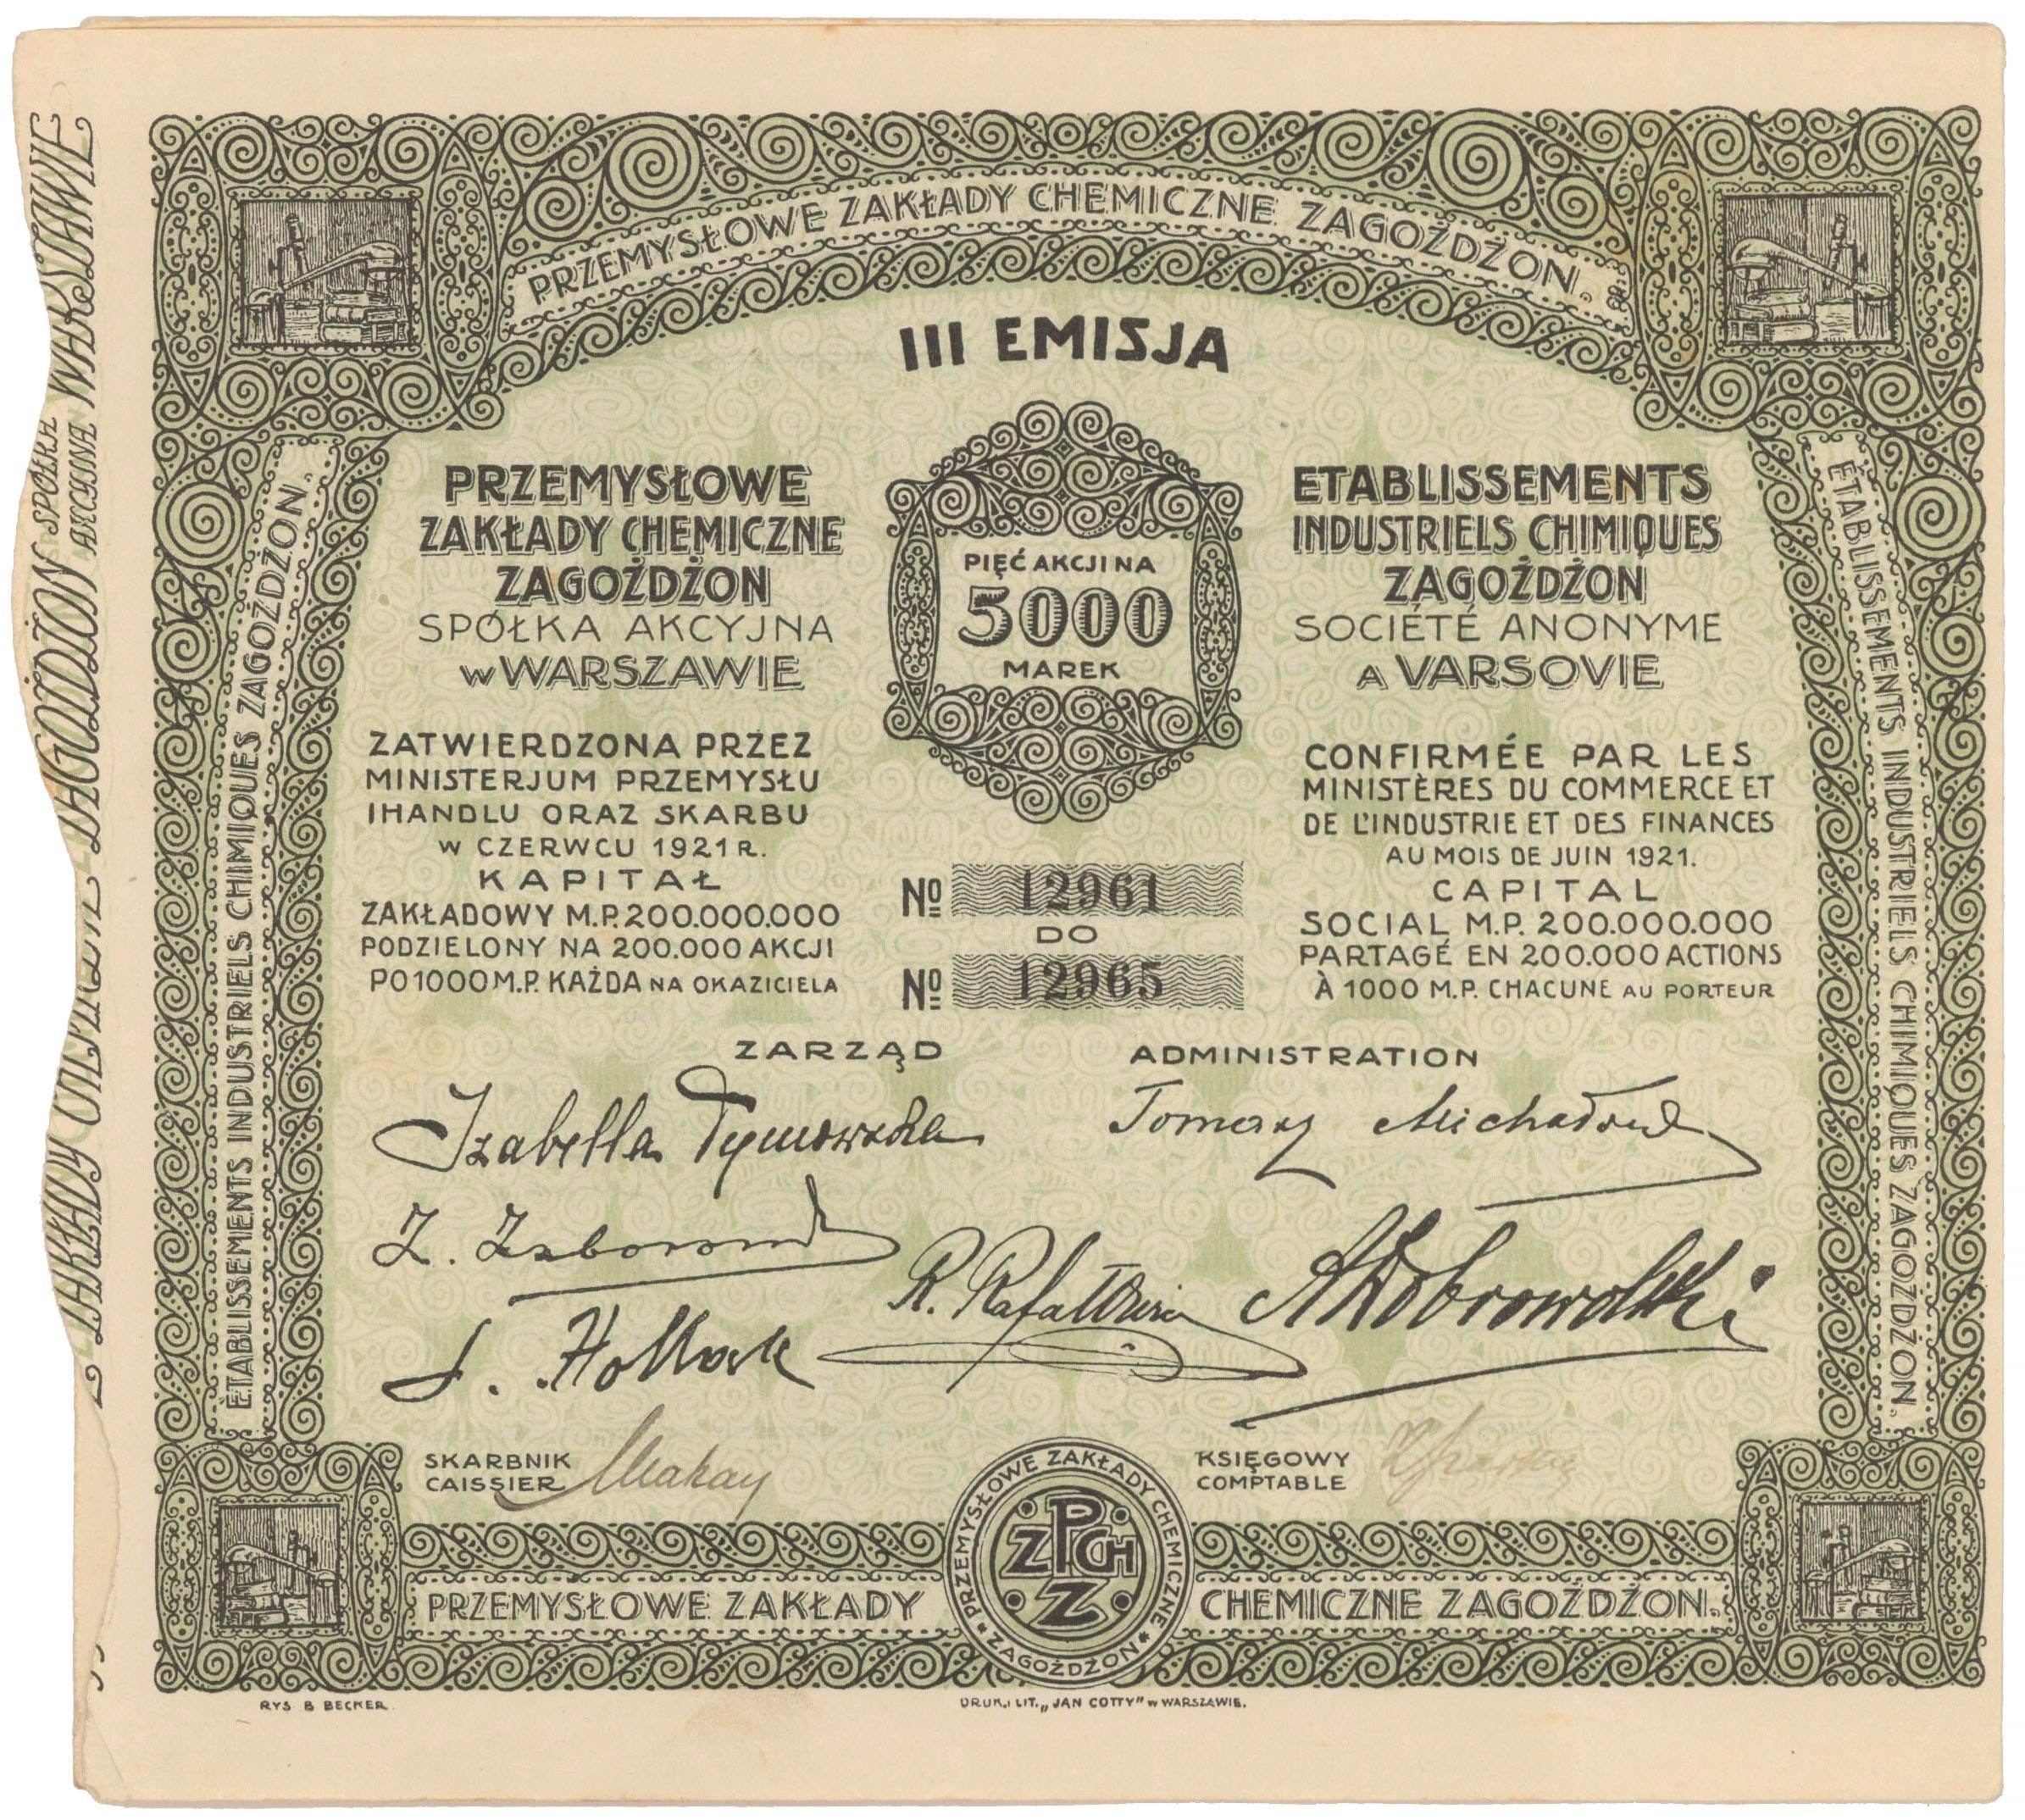 PRZEMYSŁOWE ZAKŁADY CHEMICZNE ZAGOŻDŻON.
III EMISJA
PRZEMYSŁOWE
ZAKŁADY CHEMICZNE
ZAGOŻDŻON
SPÓŁKA AKCYJNA
w WARSZAWIE
ZATWIERDZONA PRZEZ
MINISTERJUM PRZEMYSŁU
I HANDLU ORAZ SKARBU
W CZERWCU 1921 R.
KAPITAŁ
ZAKŁADOWY M.P. 200.000.000
PODZIELONY NA 200.000 AKCJI
PO 1000 M.P. KAŻDA NA OKAZICIELA
PIĘĆ AKCJI NA
5000
MAREK
No 12961
DO
No 12965
ETABLISSEMENTS
INDUSTRIELS CHIMIQUES
ZAGOŻDŻON
SOCIÉTÉ ANONYME
A VARSOVIE
CONFIRMÉE PAR LES
MINISTÈRES DU COMMERCE ET
DE L'INDUSTRIE ET DES FINANCES
AU MOIS DE JUIN 1921.
CAPITAL
SOCIAL M.P. 200.000.000
PARTAGÉ EN 200.000 ACTIONS
À 1000 M.P. CHACUNE AU PORTEUR
ZARZĄD
ADMINISTRATION
Izabella Tymowska
Tomasz
Z.
R.
A Dobrowolski
SKARBNIK
CAISSIER
KSIĘGOWY
COMPTABLE
PRZEMYSŁOWE ZAKŁADY
CHEMICZNE ZAGOŻDŻON.
PRZEMYSŁOWE ZAKŁADY CHEMICZNE
* ZAGOŻDŻON *
ZPCH
Z
ÉTABLISSEMENTS INDUSTRIELS CHIMIQUES ZAGOŻDŻON.
ETABLISSEMENTS INDUSTRIELS CHIMIQUES ZAGOŻDŻON.
SPÓŁKA
AKCYJNA
WARSZAWIE
RYS B BECKER.
DRUK. i LIT. „JAN COTTY" w WARSZAWIE.